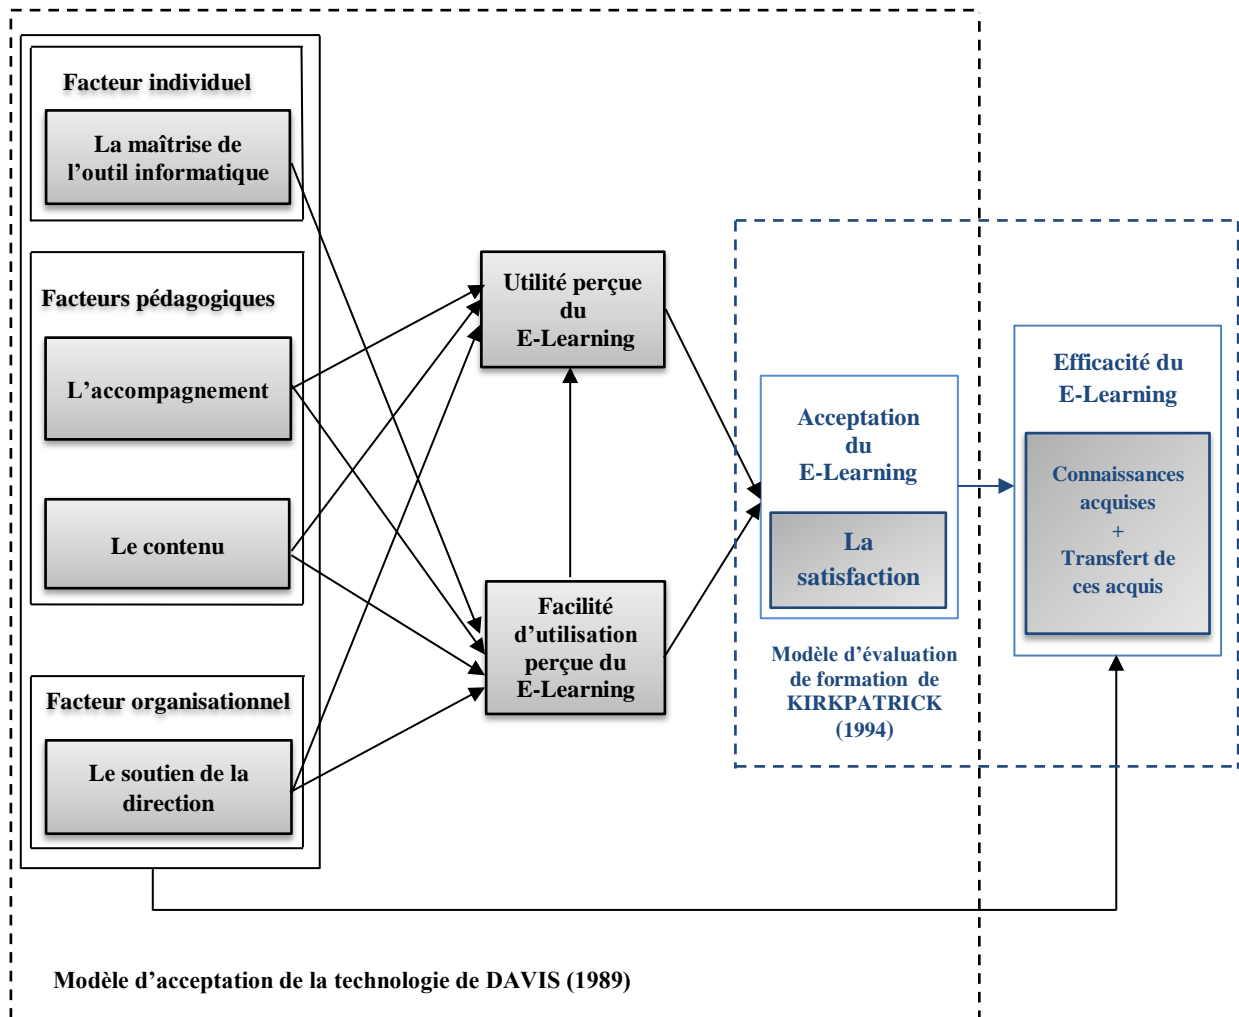 Facteur individuel
La maîtrise de
l’outil informatique
Facteurs pédagogiques
L’accompagnement
Le contenu
Facteur organisationnel
Le soutien de la
direction
Utilité perçue
du
E-Learning
Facilité
d’utilisation
perçue du
E-Learning
Acceptation
du
E-Learning
La
satisfaction
Modèle d’évaluation
de formation de
KIRKPATRICK
(1994)
Efficacité du
E-Learning
Connaissances
acquises
+
Transfert de
ces acquis
Modèle d’acceptation de la technologie de DAVIS (1989)